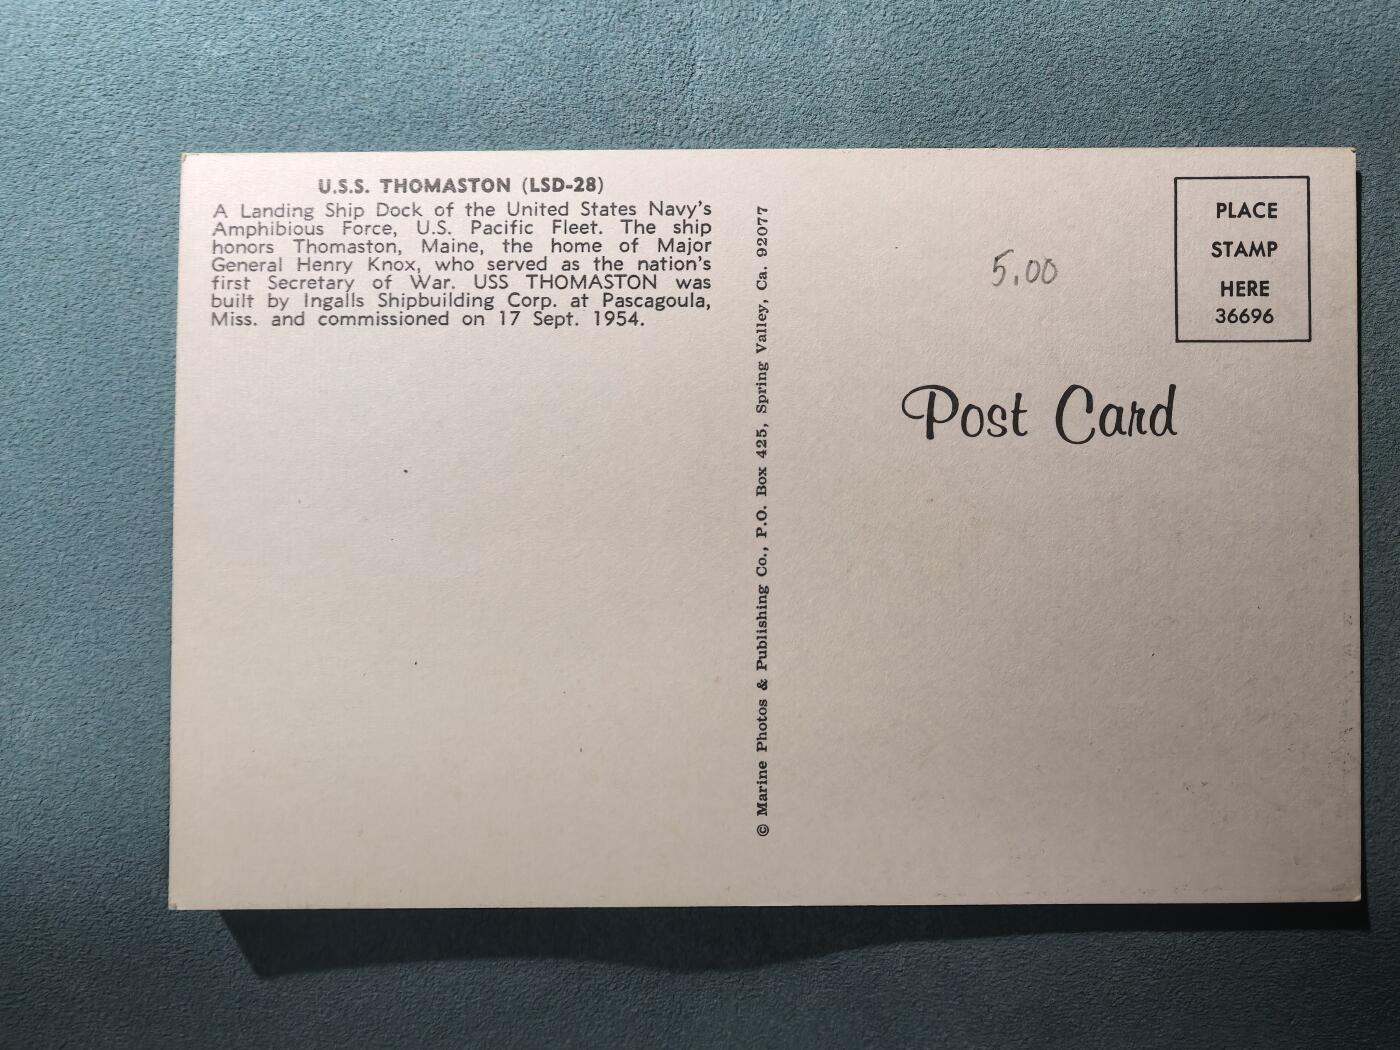 U.S.S. THOMASTON (LSD-28)
A Landing Ship Dock of the United States Navy's
Amphibious Force, U.S. Pacific Fleet. The ship
honors Thomaston, Maine, the home of Major
General Henry Knox, who served as the nation's
first Secretary of War. USS THOMASTON was
built by Ingalls Shipbuilding Corp. at Pascagoula,
Miss. and commissioned on 17 Sept. 1954.
© Marine Photos & Publishing Co., P.O. Box 425, Spring Valley, Ca. 92077
5.00
PLACE
STAMP
HERE
36696
Post Card